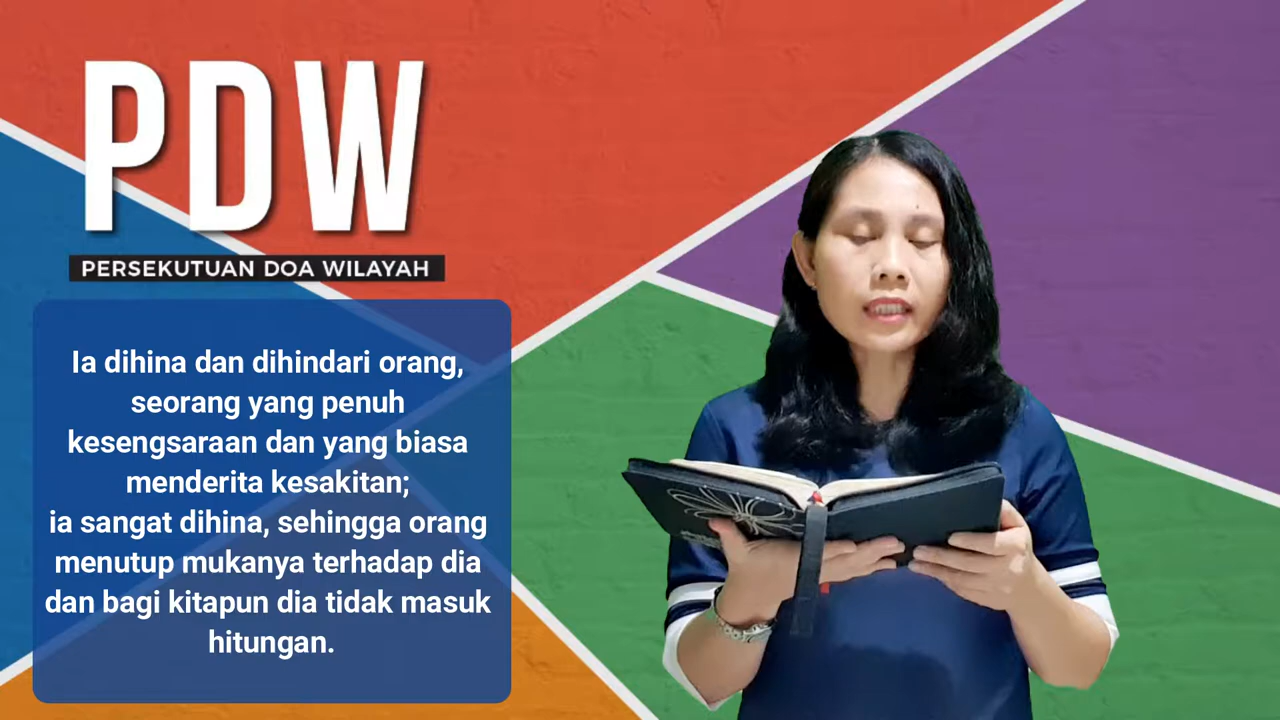 PDW
PERSEKUTUAN DOA WILAYAH
Ia dihina dan dihindari orang,
seorang yang penuh
kesengsaraan dan yang biasa
menderita kesakitan;
ia sangat dihina, sehingga orang
menutup mukanya terhadap dia
dan bagi kitapun dia tidak masuk
hitungan.